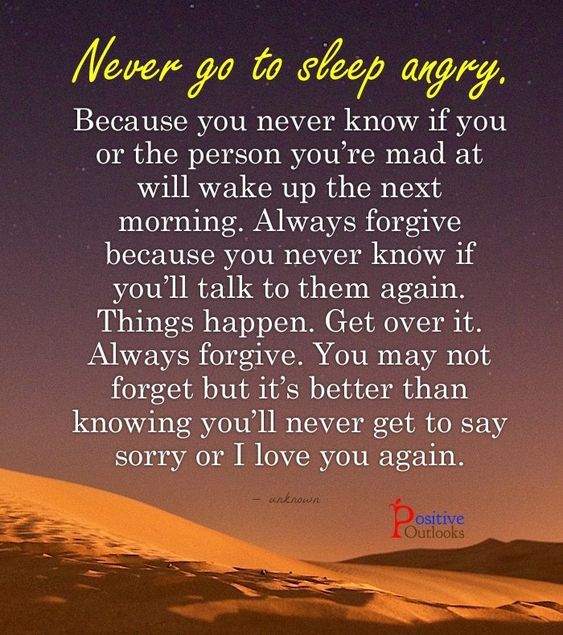 Never go to sleep angry.
Because you never know if you
or the person you're mad at
will wake up the next
morning. Always forgive
because you never know if
you'll talk to them again.
Things happen. Get over it.
Always forgive. You may not
forget but it's better than
knowing you'll never get to say
sorry or I love you again.
– unknown
Positive
Outlooks